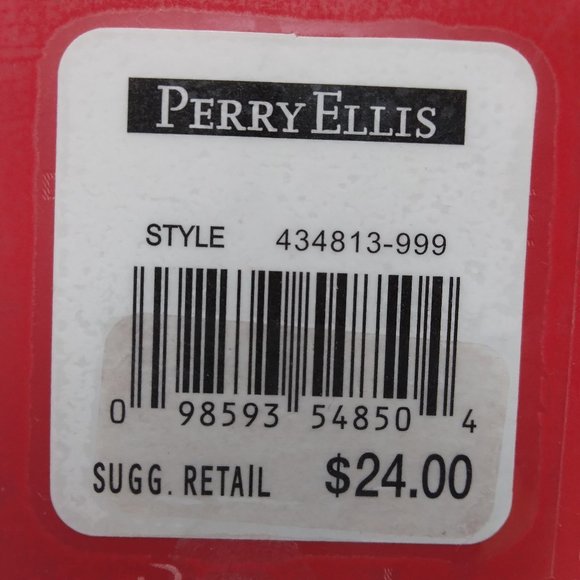 PERRY ELLIS
STYLE 434813-999
0 98593 54850 4
SUGG. RETAIL $24.00